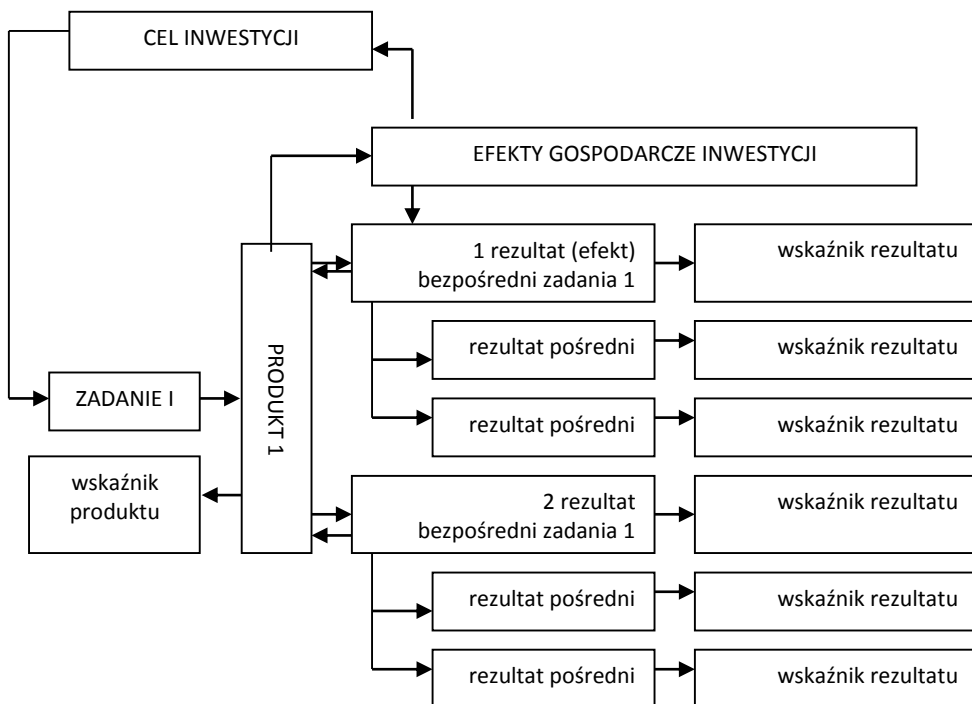 CEL INWESTYCJI
EFEKTY GOSPODARCZE INWESTYCJI
1 rezultat (efekt)
bezpośredni zadania 1
wskaźnik rezultatu
rezultat pośredni
wskaźnik rezultatu
ZADANIE I
PRODUKT 1
rezultat pośredni
wskaźnik rezultatu
wskaźnik
produktu
2 rezultat
bezpośredni zadania 1
wskaźnik rezultatu
rezultat pośredni
wskaźnik rezultatu
rezultat pośredni
wskaźnik rezultatu